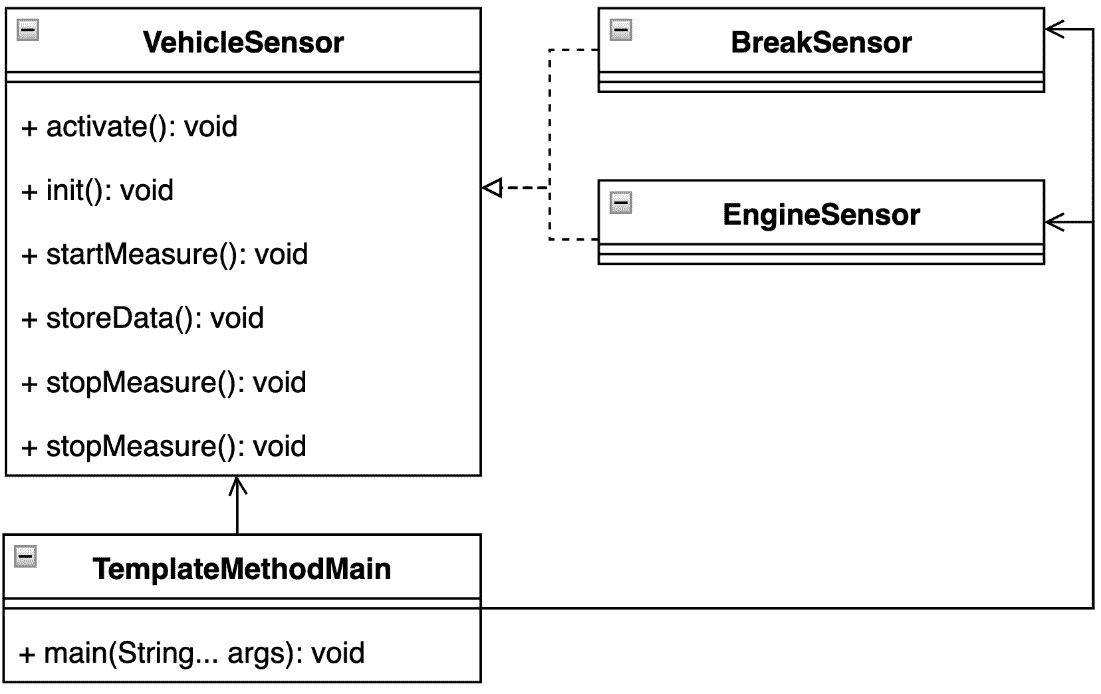 VehicleSensor
+ activate(): void
+ init(): void
+ startMeasure(): void
+ storeData(): void
+ stopMeasure(): void
+ stopMeasure(): void
BreakSensor
EngineSensor
TemplateMethodMain
+ main(String... args): void